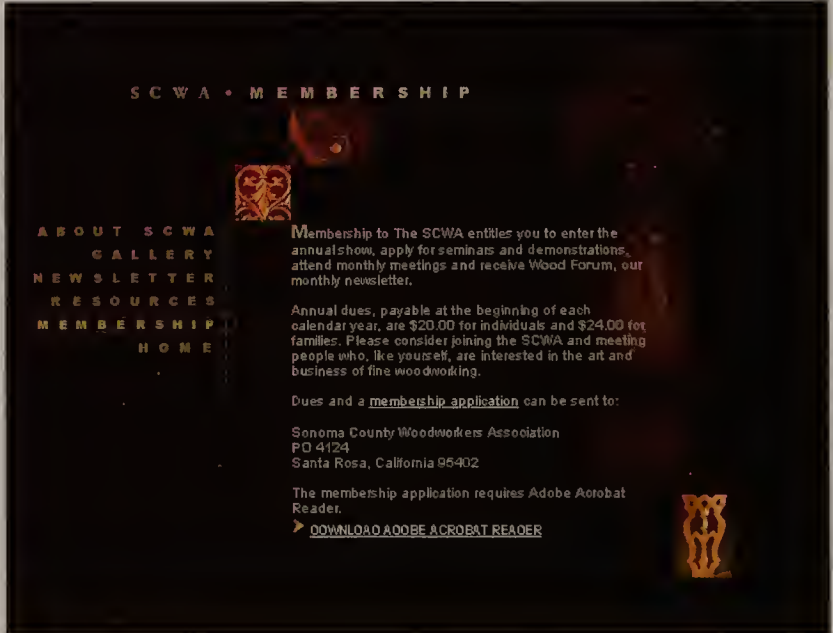 SCWA • MEMBERSHIP
ABOUT SCWA
GALLERY
NEWSLETTER
RESOURCES
MEMBERSHIP
HOME
Membership to The SCWA entitles you to enter the
annual show, apply for seminars and demonstrations,
attend monthly meetings and receive Wood Forum, our
monthly newsletter.
Annual dues, payable at the beginning of each
calendar year, are $20.00 for individuals and $24.00 for
families. Please consider joining the SCWA and meeting
people who, like yourself, are interested in the art and
business of fine woodworking.
Dues and a membership application can be sent to:
Sonoma County Woodworkers Association
PO 4124
Santa Rosa, California 95402
The membership application requires Adobe Acrobat
Reader.
DOWNLOAD ADOBE ACROBAT READER